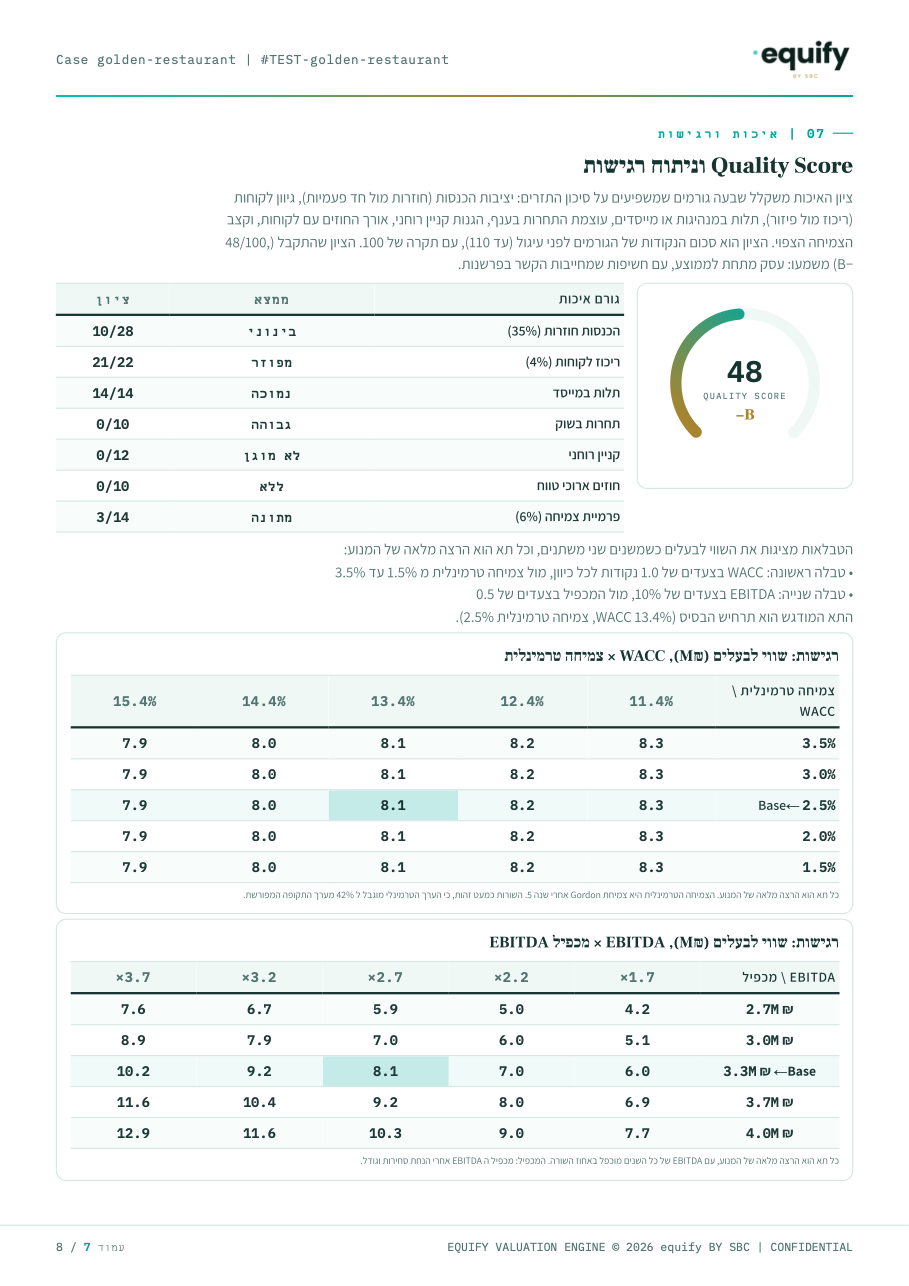 Case golden-restaurant | #TEST-golden-restaurant
equify
BY SBC
07 | איכות ורגישות
Quality Score וניתוח רגישות
ציון האיכות משקלל שבעה גורמים שמשפיעים על סיכון התזרים: יציבות הכנסות (חוזרות מול חד פעמיות), גיוון לקוחות
(ריכוז מול פיזור), תלות במנהיגות או מייסדים, עוצמת התחרות בענף, הגנות קניין רוחני, אורך החוזים עם לקוחות, וקצב
הצמיחה הצפוי. הציון הוא סכום הנקודות של הגורמים לפני עיגול (עד 110), עם תקרה של 100. הציון שהתקבל (48/100,
B−) משמעו: עסק מתחת לממוצע, עם חשיפות שמחייבות הקשר בפרשנות.
48
QUALITY SCORE
B−
גורם איכות ממצא ציון
הכנסות חוזרות (35%) בינוני 10/28
ריכוז לקוחות (4%) מפוזר 21/22
תלות במייסד נמוכה 14/14
תחרות בשוק גבוהה 0/10
קניין רוחני לא מוגן 0/12
חוזים ארוכי טווח ללא 0/10
פרמיית צמיחה (6%) מתונה 3/14
הטבלאות מציגות את השווי לבעלים כשמשנים שני משתנים, וכל תא הוא הרצה מלאה של המנוע:
• טבלה ראשונה: WACC בצעדים של 1.0 נקודות לכל כיוון, מול צמיחה טרמינלית מ 1.5% עד 3.5%
• טבלה שנייה: EBITDA בצעדים של 10%, מול המכפיל בצעדים של 0.5
התא המודגש הוא תרחיש הבסיס (WACC 13.4%, צמיחה טרמינלית 2.5%).
רגישות: שווי לבעלים (₪M), WACC × צמיחה טרמינלית
צמיחה טרמינלית \ WACC 11.4% 12.4% 13.4% 14.4% 15.4%
3.5% 8.3 8.2 8.1 8.0 7.9
3.0% 8.3 8.2 8.1 8.0 7.9
2.5% ←Base 8.3 8.2 8.1 8.0 7.9
2.0% 8.3 8.2 8.1 8.0 7.9
1.5% 8.3 8.2 8.1 8.0 7.9
כל תא הוא הרצה מלאה של המנוע. הצמיחה הטרמינלית היא צמיחת Gordon אחרי שנה 5. השורות כמעט זהות, כי הערך הטרמינלי מוגבל ל 42% מערך התקופה המפורשת.
רגישות: שווי לבעלים (₪M), EBITDA × מכפיל EBITDA
EBITDA \ מכפיל ×1.7 ×2.2 ×2.7 ×3.2 ×3.7
2.7M ₪ 4.2 5.0 5.9 6.7 7.6
3.0M ₪ 5.1 6.0 7.0 7.9 8.9
3.3M ₪ ←Base 6.0 7.0 8.1 9.2 10.2
3.7M ₪ 6.9 8.0 9.2 10.4 11.6
4.0M ₪ 7.7 9.0 10.3 11.6 12.9
כל תא הוא הרצה מלאה של המנוע, עם EBITDA של כל השנים מוכפל באחוז השורה. המכפיל: מכפיל ה EBITDA אחרי הנחת סחירות וגודל.
EQUIFY VALUATION ENGINE © 2026 equify BY SBC | CONFIDENTIAL
עמוד 7 / 8